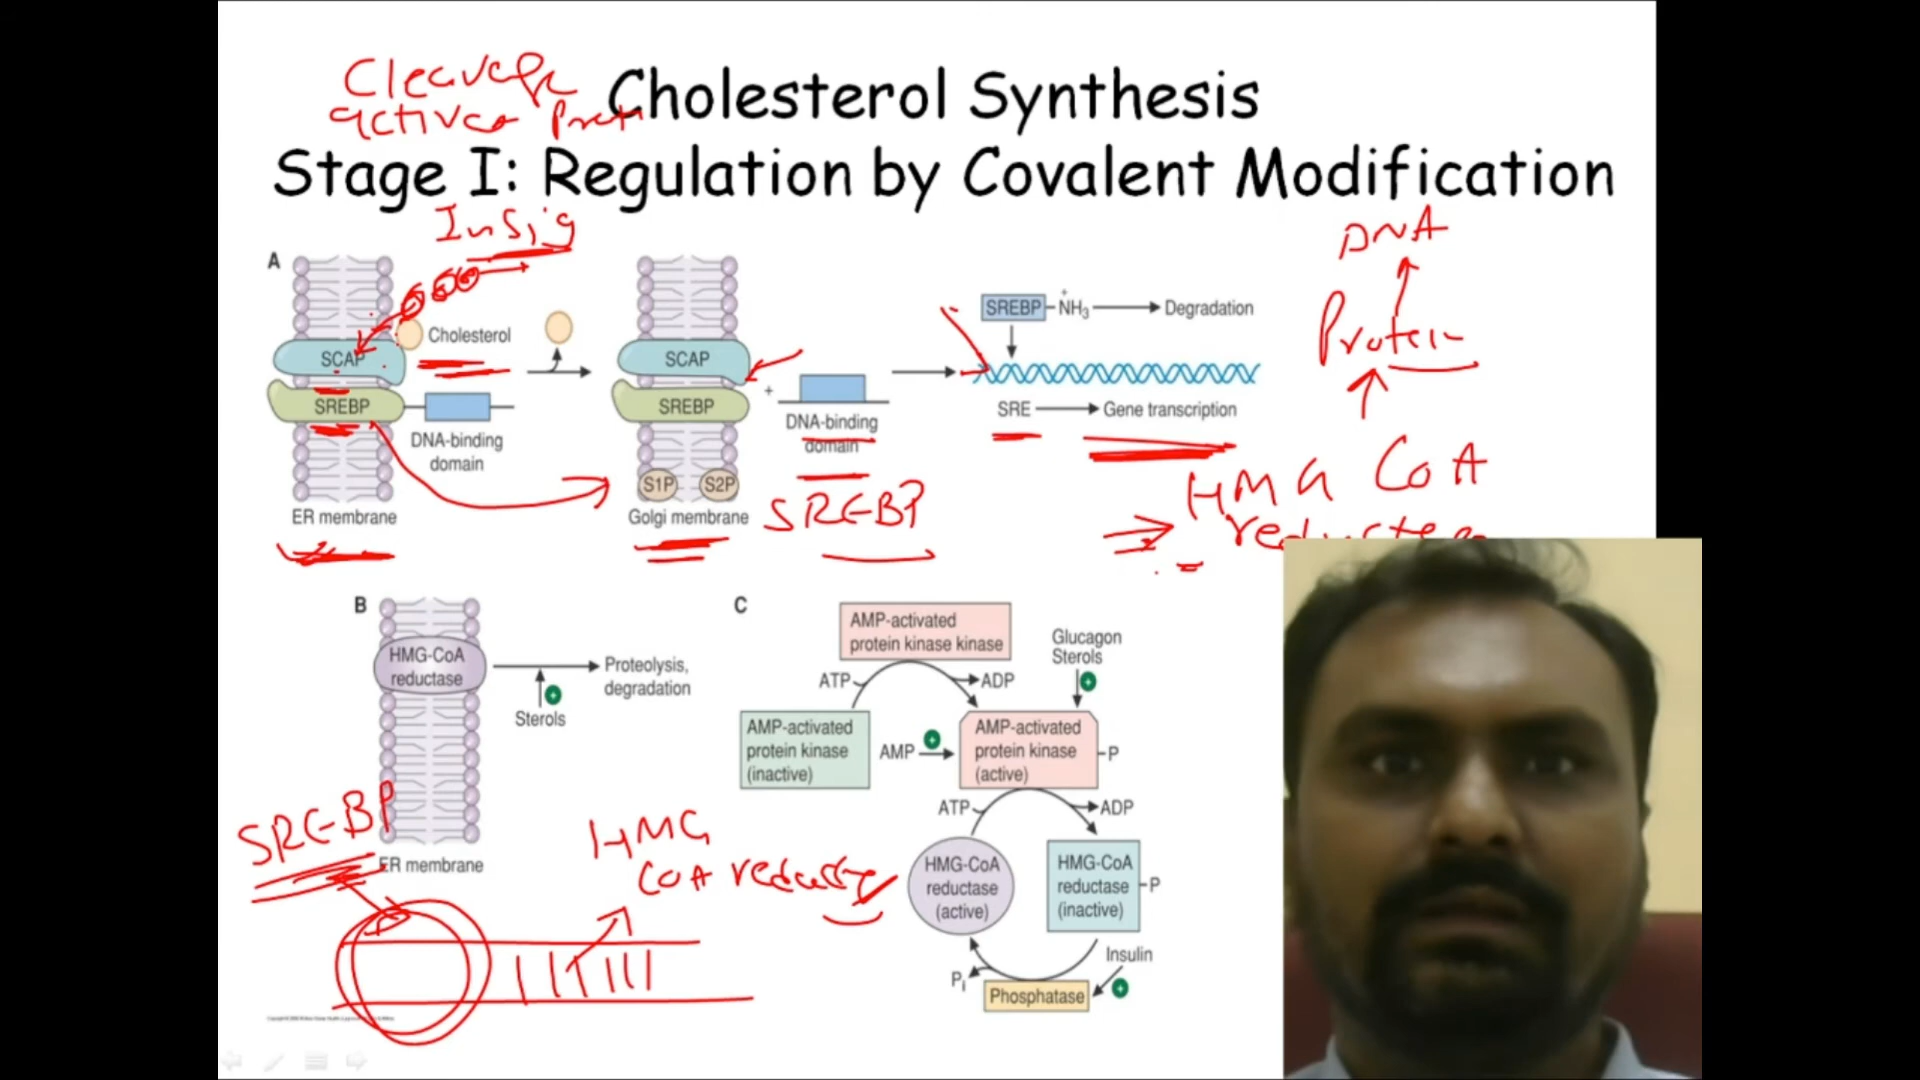 Cleavage
Cholesterol Synthesis
Stage I: Regulation by Covalent Modification
InSig
DNA
Protein
HMG CoA
A
SCAP
SREBP
Cholesterol
DNA-binding
domain
ER membrane
SCAP
SREBP
S1P
S2P
Golgi membrane
+
DNA-binding
domain
SREBP
SREBP
+
NH3
Degradation
SRE
Gene transcription
B
HMG-CoA
reductase
Proteolysis,
degradation
+
Sterols
ER membrane
SREBP
HMG
CoA
C
AMP-activated
protein kinase kinase
Glucagon
Sterols
+
ATP
ADP
AMP-activated
protein kinase
(inactive)
AMP
+
AMP-activated
protein kinase
(active)
P
ATP
ADP
HMG-CoA
reductase
(active)
HMG-CoA
reductase
(inactive)
P
Insulin
+
Pi
Phosphatase